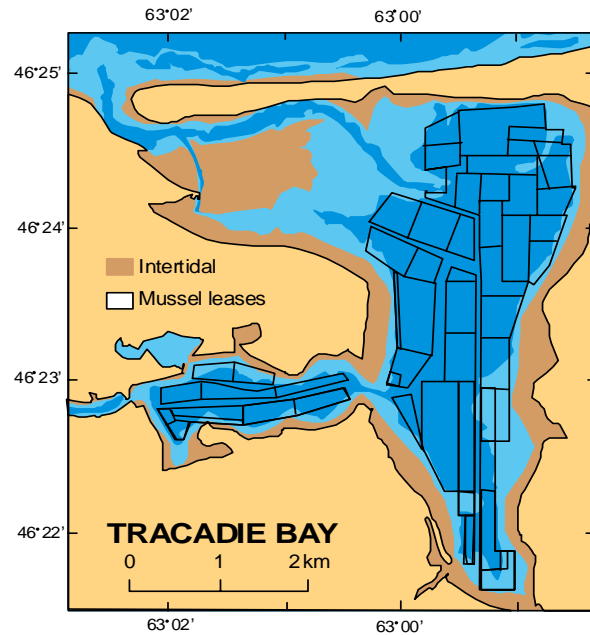 63°02' 63°00'
46°25'
46°24'
Intertidal
Mussel leases
46°23'
46°22'
TRACADIE BAY
0 1 2 km
63°02' 63°00'